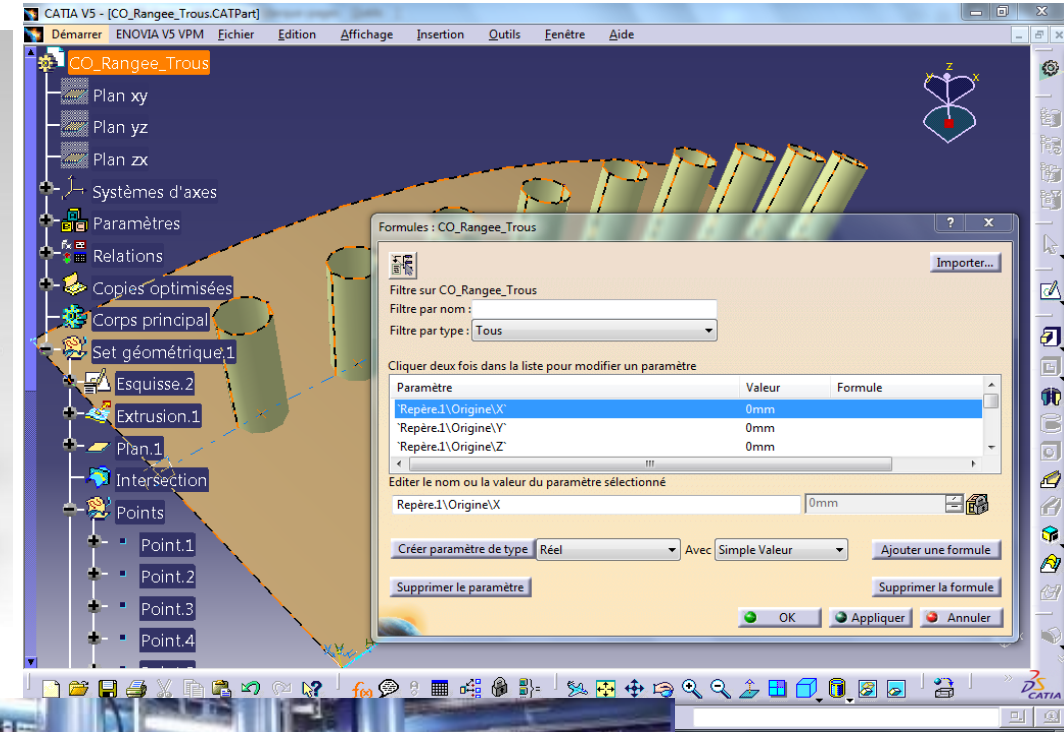 CATIA V5 - [CO_Rangee_Trous.CATPart]
Démarrer ENOVIA V5 VPM Fichier Edition Affichage Insertion Outils Fenêtre Aide
CO_Rangee_Trous
Plan xy
Plan yz
Plan zx
Systèmes d'axes
Paramètres
Relations
Copies optimisées
Corps principal
Set géométrique.1
Esquisse.2
Extrusion.1
Plan.1
Intersection
Points
Point.1
Point.2
Point.3
Point.4
z
y
x
Formules : CO_Rangee_Trous
Importer...
Filtre sur CO_Rangee_Trous
Filtre par nom :
Filtre par type : Tous
Cliquer deux fois dans la liste pour modifier un paramètre
Paramètre Valeur Formule
`Repère.1\Origine\X` 0mm
`Repère.1\Origine\Y` 0mm
`Repère.1\Origine\Z` 0mm
Editer le nom ou la valeur du paramètre sélectionné
Repère.1\Origine\X 0mm
Créer paramètre de type Réel Avec Simple Valeur Ajouter une formule
Supprimer le paramètre Supprimer la formule
OK Appliquer Annuler
CATIA